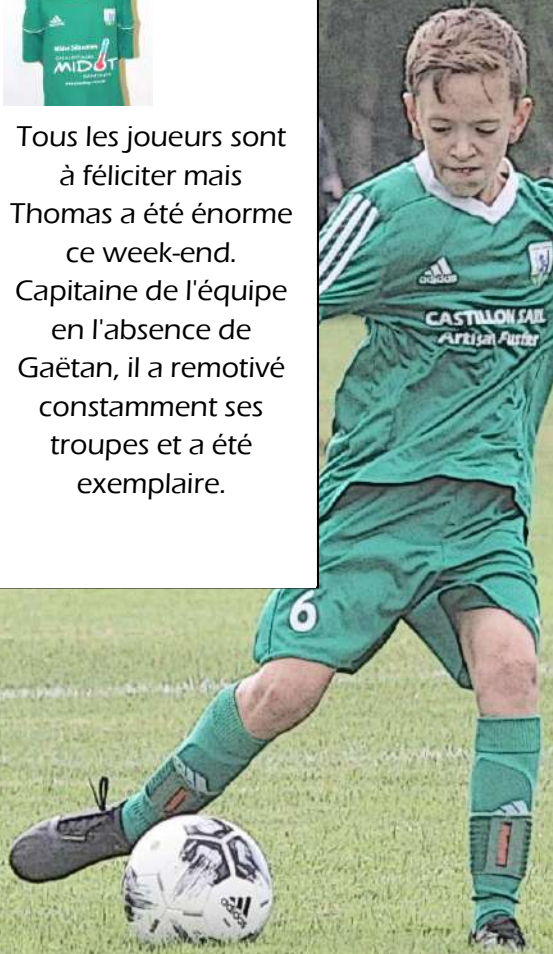 MIDOT
Tous les joueurs sont
à féliciter mais
Thomas a été énorme
ce week-end.
Capitaine de l'équipe
en l'absence de
Gaëtan, il a remotivé
constamment ses
troupes et a été
exemplaire.
adidas
CASTILLON SARL
Artisan Fustier
6
adidas